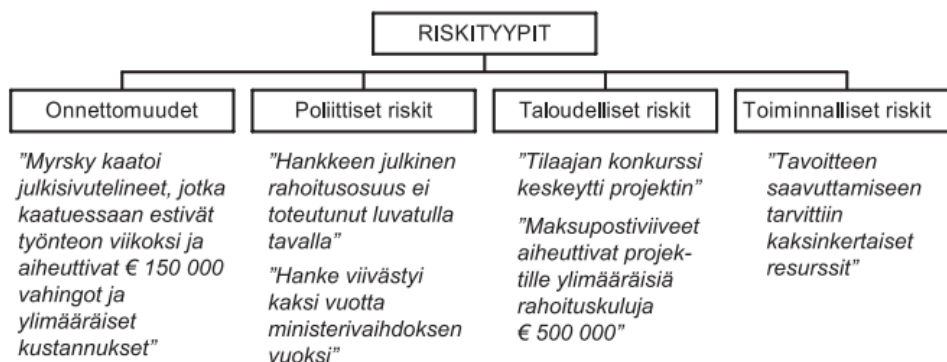 RISKITYYPIT
Onnettomuudet
Poliittiset riskit
Taloudelliset riskit
Toiminnalliset riskit
”Myrsky kaatoi
julkisivutelineet, jotka
kaatuessaan estivät
työnteon viikoksi ja
aiheuttivat € 150 000
vahingot ja
ylimääräiset
kustannukset”
”Hankkeen julkinen
rahoitusosuus ei
toteutunut luvatulla
tavalla”
”Hanke viivästyi
kaksi vuotta
ministerivaihdoksen
vuoksi”
”Tilaajan konkurssi
keskeytti projektin”
”Maksupostiviiveet
aiheuttivat projek-
tille ylimääräisiä
rahoituskuluja
€ 500 000”
”Tavoitteen
saavuttamiseen
tarvittiin
kaksinkertaiset
resurssit”